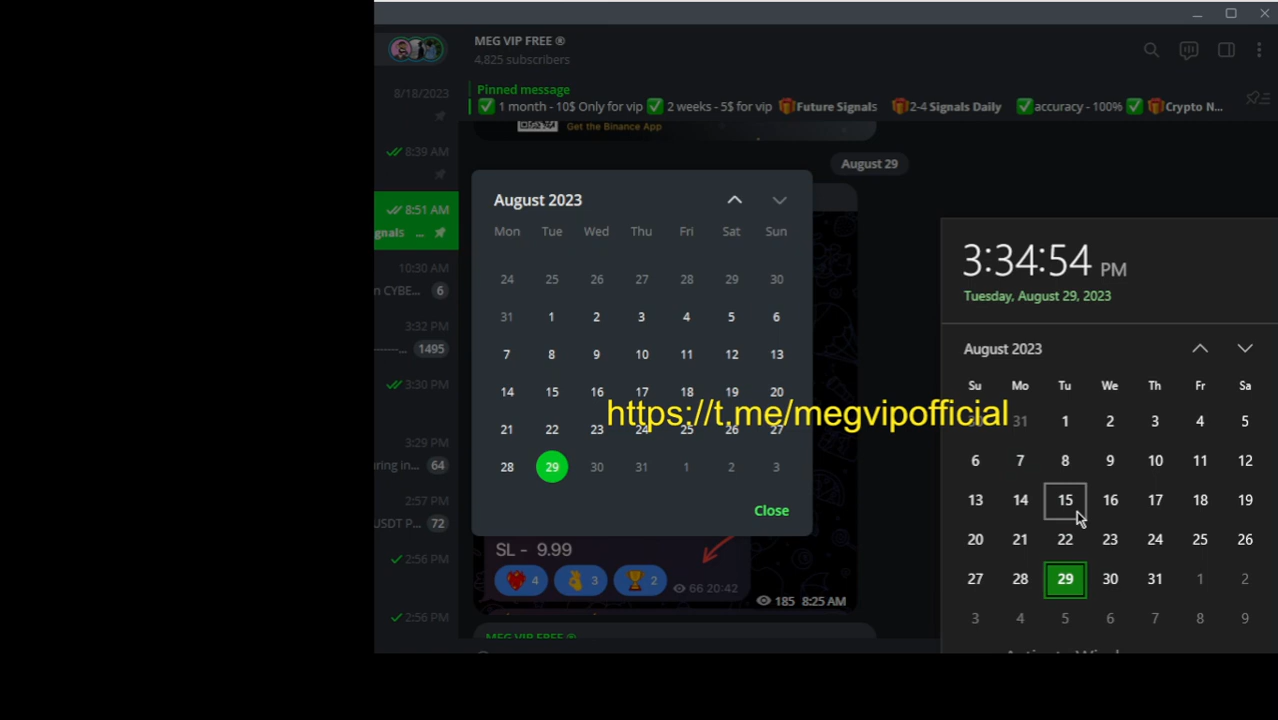 MEG VIP FREE ®
4,825 subscribers
8/18/2023
Pinned message
✅ 1 month - 10$ Only for vip ✅ 2 weeks - 5$ for vip 🎁Future Signals 🎁2-4 Signals Daily ✅accuracy - 100% ✅ 🎁Crypto N...
Get the Binance App
8:39 AM
August 29
8:51 AM
gnals ...
10:30 AM
n CYBE... 6
3:32 PM
---------... 1495
3:30 PM
3:29 PM
ring in... 64
2:57 PM
USDT P... 72
2:56 PM
2:56 PM
August 2023
Mon Tue Wed Thu Fri Sat Sun
24 25 26 27 28 29 30
31 1 2 3 4 5 6
7 8 9 10 11 12 13
14 15 16 17 18 19 20
21 22 23 24 25 26 27
28 29 30 31 1 2 3
Close
https://t.me/megvipofficial
SL - 9.99
4 3 2 66 20:42
185 8:25 AM
MEG VIP FREE ®
3:34:54 PM
Tuesday, August 29, 2023
August 2023
Su Mo Tu We Th Fr Sa
30 31 1 2 3 4 5
6 7 8 9 10 11 12
13 14 15 16 17 18 19
20 21 22 23 24 25 26
27 28 29 30 31 1 2
3 4 5 6 7 8 9